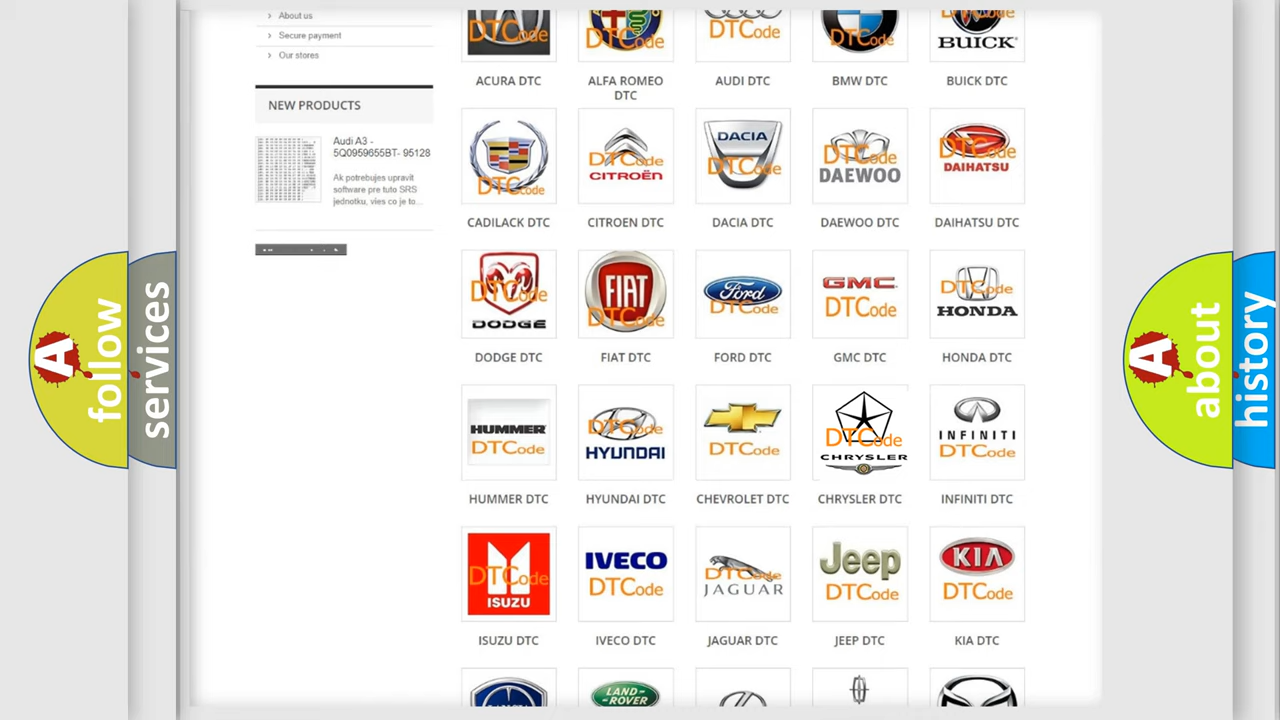 About us
Secure payment
Our stores
NEW PRODUCTS
Audi A3 -
5Q0959655BT- 95128
Ak potrebujes upravit
software pre tuto SRS
jednotku, vies co je to...
DTCode
DTCode
DTCode
DTCode
BUICK
ACURA DTC
ALFA ROMEO
DTC
AUDI DTC
BMW DTC
BUICK DTC
DTCode
DTCode
CITROËN
DACIA
DTCode
DTCode
DAEWOO
DTCode
DAIHATSU
CADILACK DTC
CITROEN DTC
DACIA DTC
DAEWOO DTC
DAIHATSU DTC
DTCode
DODGE
FIAT
DTCode
Ford
DTCode
GMC
DTCode
DTCode
HONDA
DODGE DTC
FIAT DTC
FORD DTC
GMC DTC
HONDA DTC
HUMMER
DTCode
DTCode
HYUNDAI
DTCode
DTCode
CHRYSLER
INFINITI
DTCode
HUMMER DTC
HYUNDAI DTC
CHEVROLET DTC
CHRYSLER DTC
INFINITI DTC
DTCode
ISUZU
IVECO
DTCode
DTCode
JAGUAR
Jeep
DTCode
KIA
DTCode
ISUZU DTC
IVECO DTC
JAGUAR DTC
JEEP DTC
KIA DTC
LAND-
ROVER
A
follow
services
A
about
history